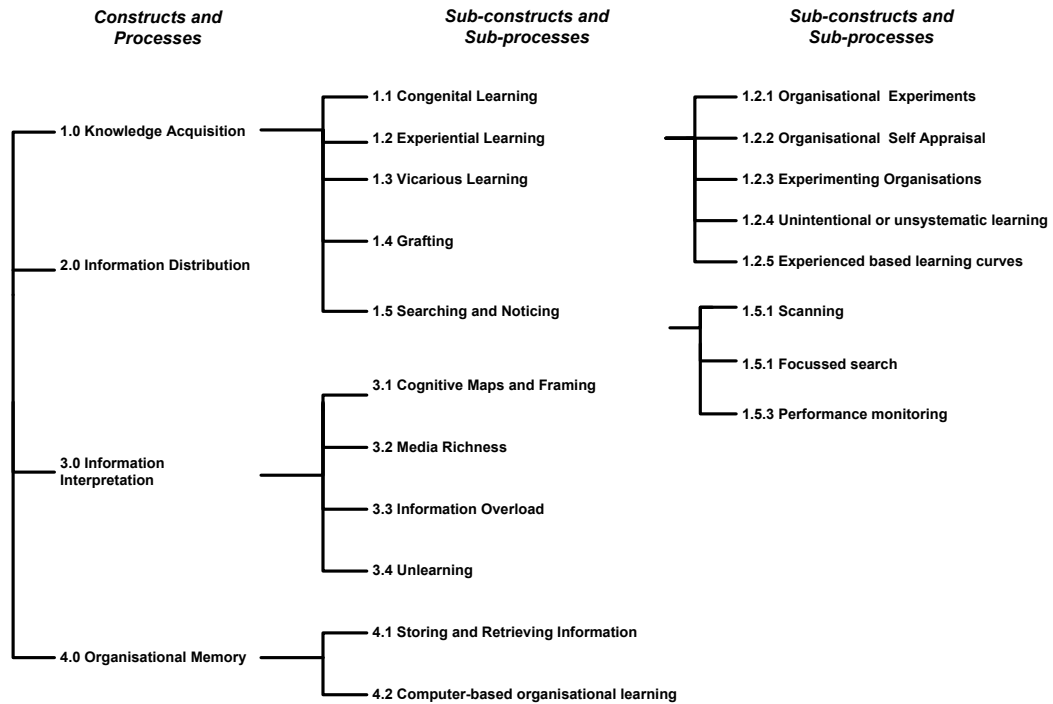 Constructs and
Processes
Sub-constructs and
Sub-processes
Sub-constructs and
Sub-processes
1.0 Knowledge Acquisition
2.0 Information Distribution
3.0 Information
Interpretation
4.0 Organisational Memory
1.1 Congenital Learning
1.2 Experiential Learning
1.3 Vicarious Learning
1.4 Grafting
1.5 Searching and Noticing
3.1 Cognitive Maps and Framing
3.2 Media Richness
3.3 Information Overload
3.4 Unlearning
4.1 Storing and Retrieving Information
4.2 Computer-based organisational learning
1.2.1 Organisational Experiments
1.2.2 Organisational Self Appraisal
1.2.3 Experimenting Organisations
1.2.4 Unintentional or unsystematic learning
1.2.5 Experienced based learning curves
1.5.1 Scanning
1.5.1 Focussed search
1.5.3 Performance monitoring